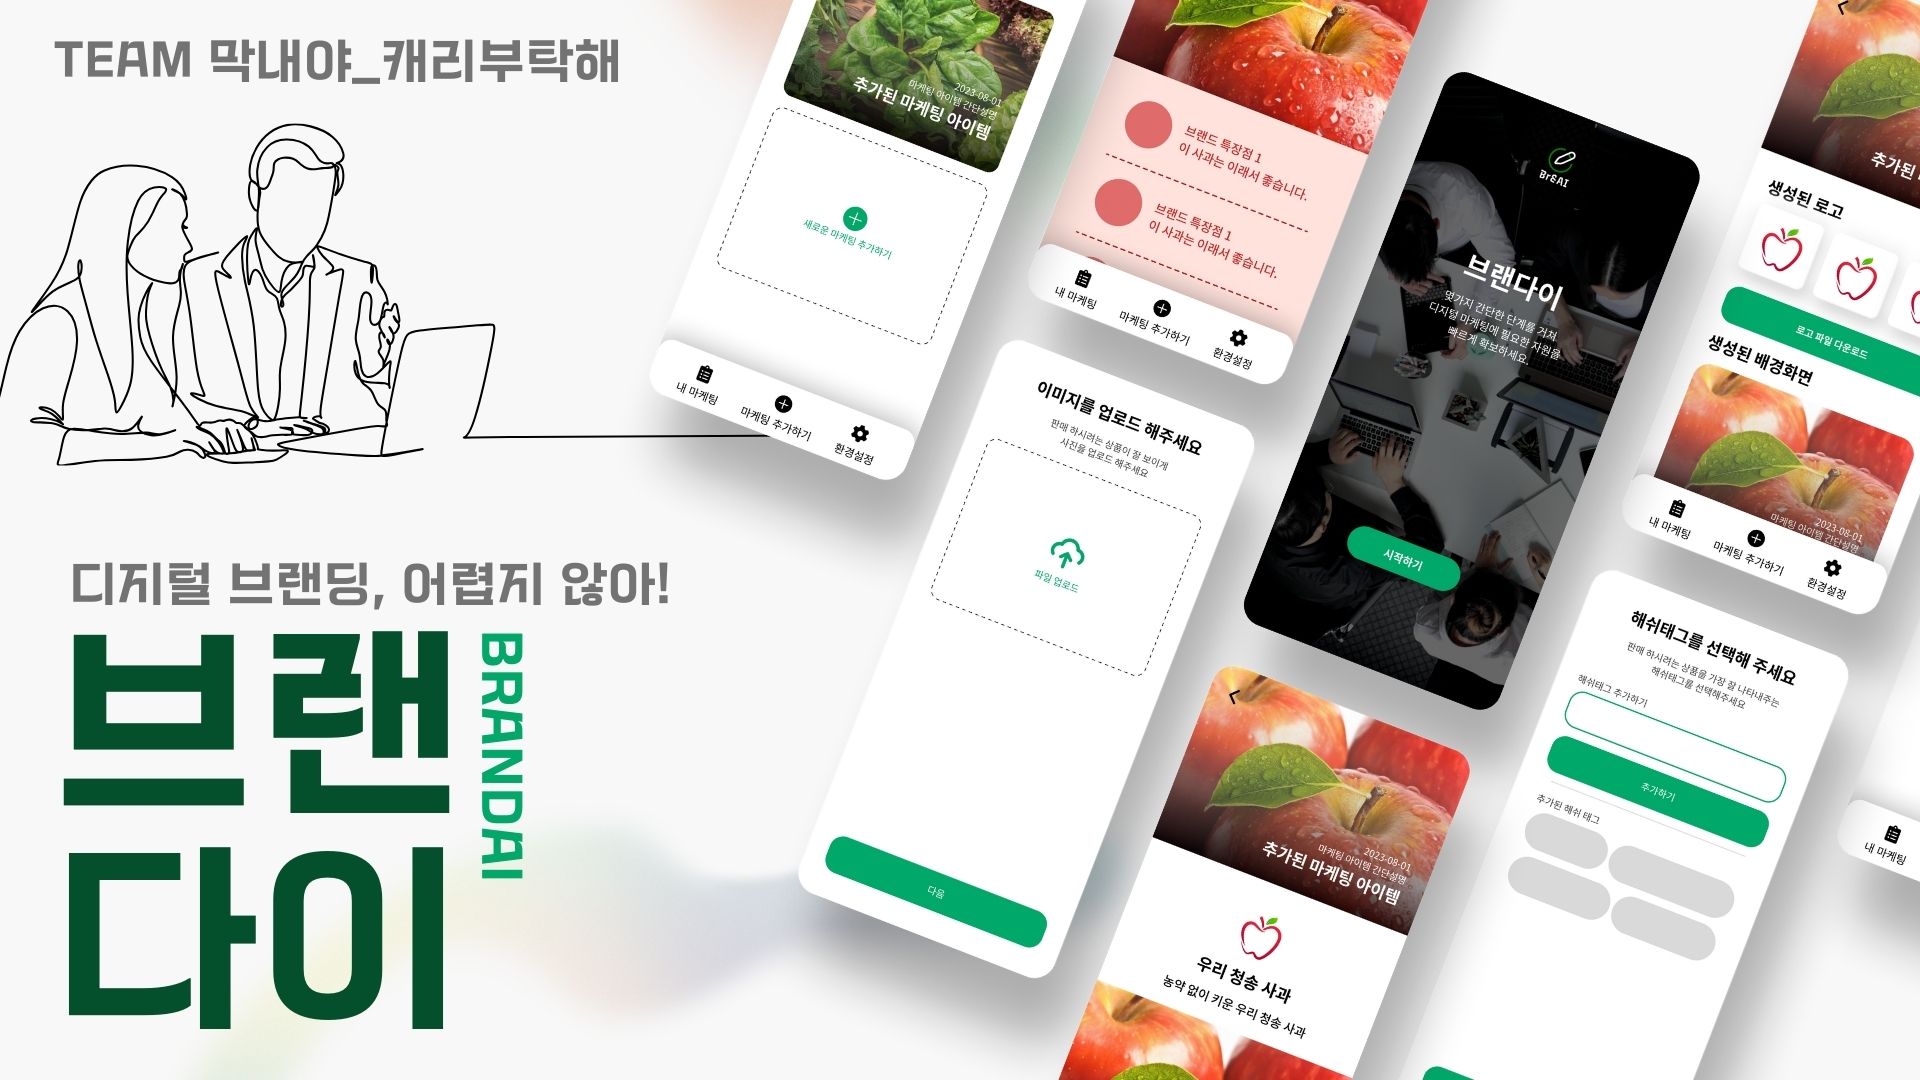 TEAM 막내야_캐리부탁해
디지털 브랜딩, 어렵지 않아!
브랜
다이
BRANDAI
2023-08-01
마케팅 아이템 간단설명
추가된 마케팅 아이템
새로운 마케팅 추가하기
내 마케팅
마케팅 추가하기
환경설정
브랜드 특장점 1
이 사과는 이래서 좋습니다.
브랜드 특장점 1
이 사과는 이래서 좋습니다.
내 마케팅
마케팅 추가하기
환경설정
이미지를 업로드 해주세요
판매 하시려는 상품이 잘 보이게
사진을 업로드 해주세요
파일 업로드
다음
BrEAI
브랜다이
몇가지 간단한 단계를 거쳐
디지털 마케팅에 필요한 자원을
빠르게 확보하세요.
시작하기
2023-08-01
마케팅 아이템 간단설명
추가된 마케팅 아이템
우리 청송 사과
농약 없이 키운 우리 청송 사과
추가된
생성된 로고
로고 파일 다운로드
생성된 배경화면
2023-08-01
마케팅 아이템 간단설명
내 마케팅
마케팅 추가하기
환경설정
해쉬태그를 선택해 주세요
판매 하시려는 상품을 가장 잘 나타내주는
해쉬태그를 선택해주세요
해쉬태그 추가하기
추가하기
추가된 해쉬 태그
내 마케팅